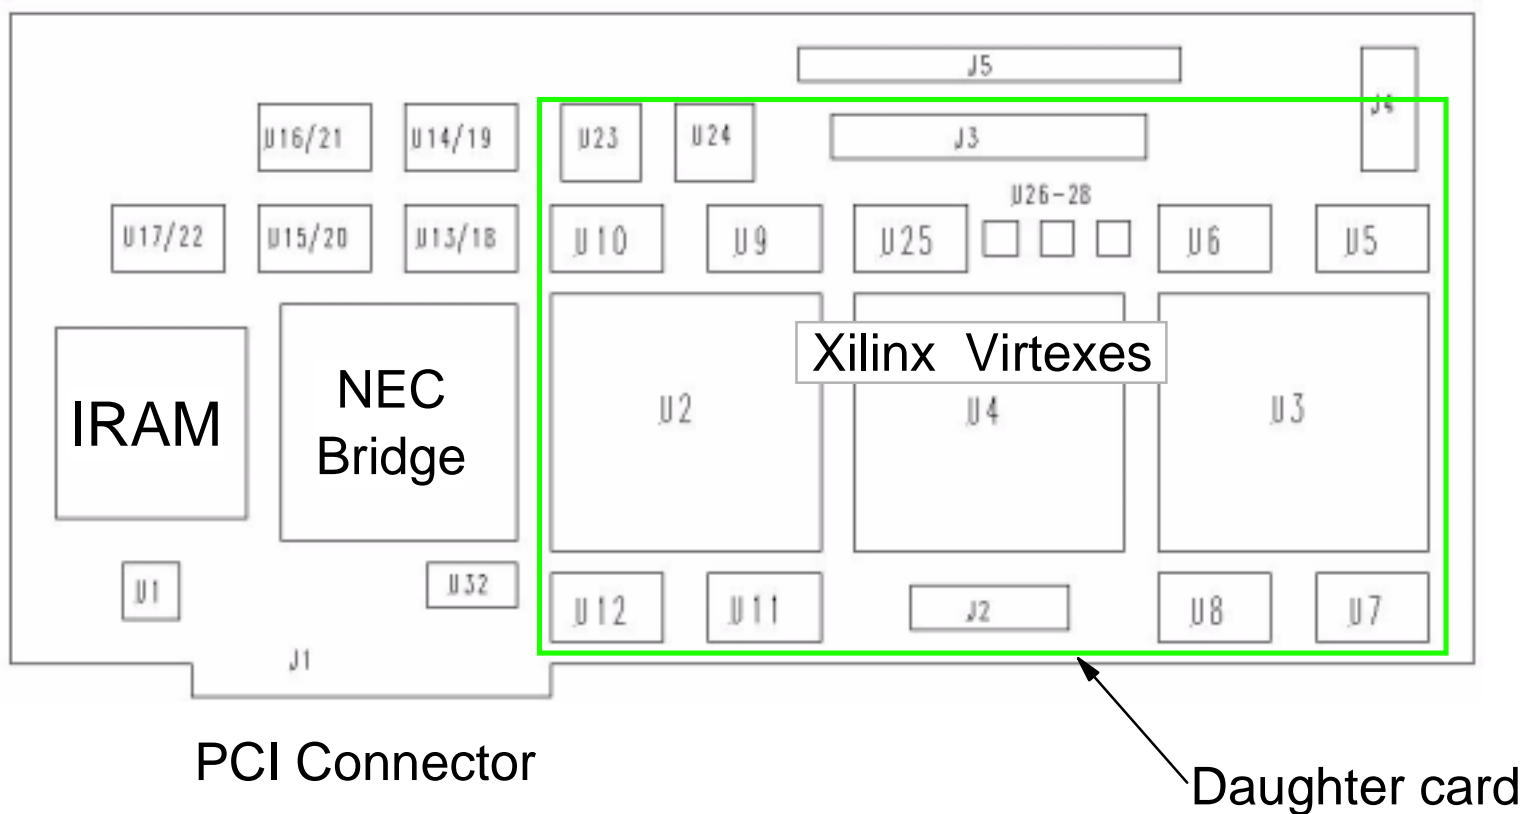 J5
J4
U16/21 U14/19 U23 U24 J3
U26-28
U17/22 U15/20 U13/18 U10 U9 U25 U6 U5
Xilinx Virtexes
IRAM
NEC
Bridge
U2 U4 U3
U1 U32 U12 U11 J2 U8 U7
J1
PCI Connector
Daughter card